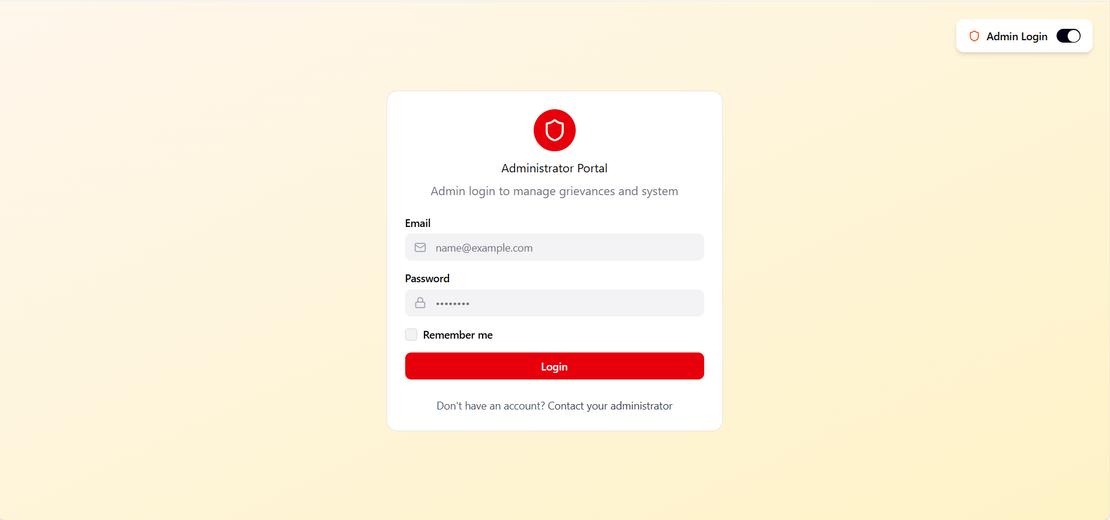 Admin Login
Administrator Portal
Admin login to manage grievances and system
Email
name@example.com
Password
••••••••
Remember me
Login
Don't have an account? Contact your administrator